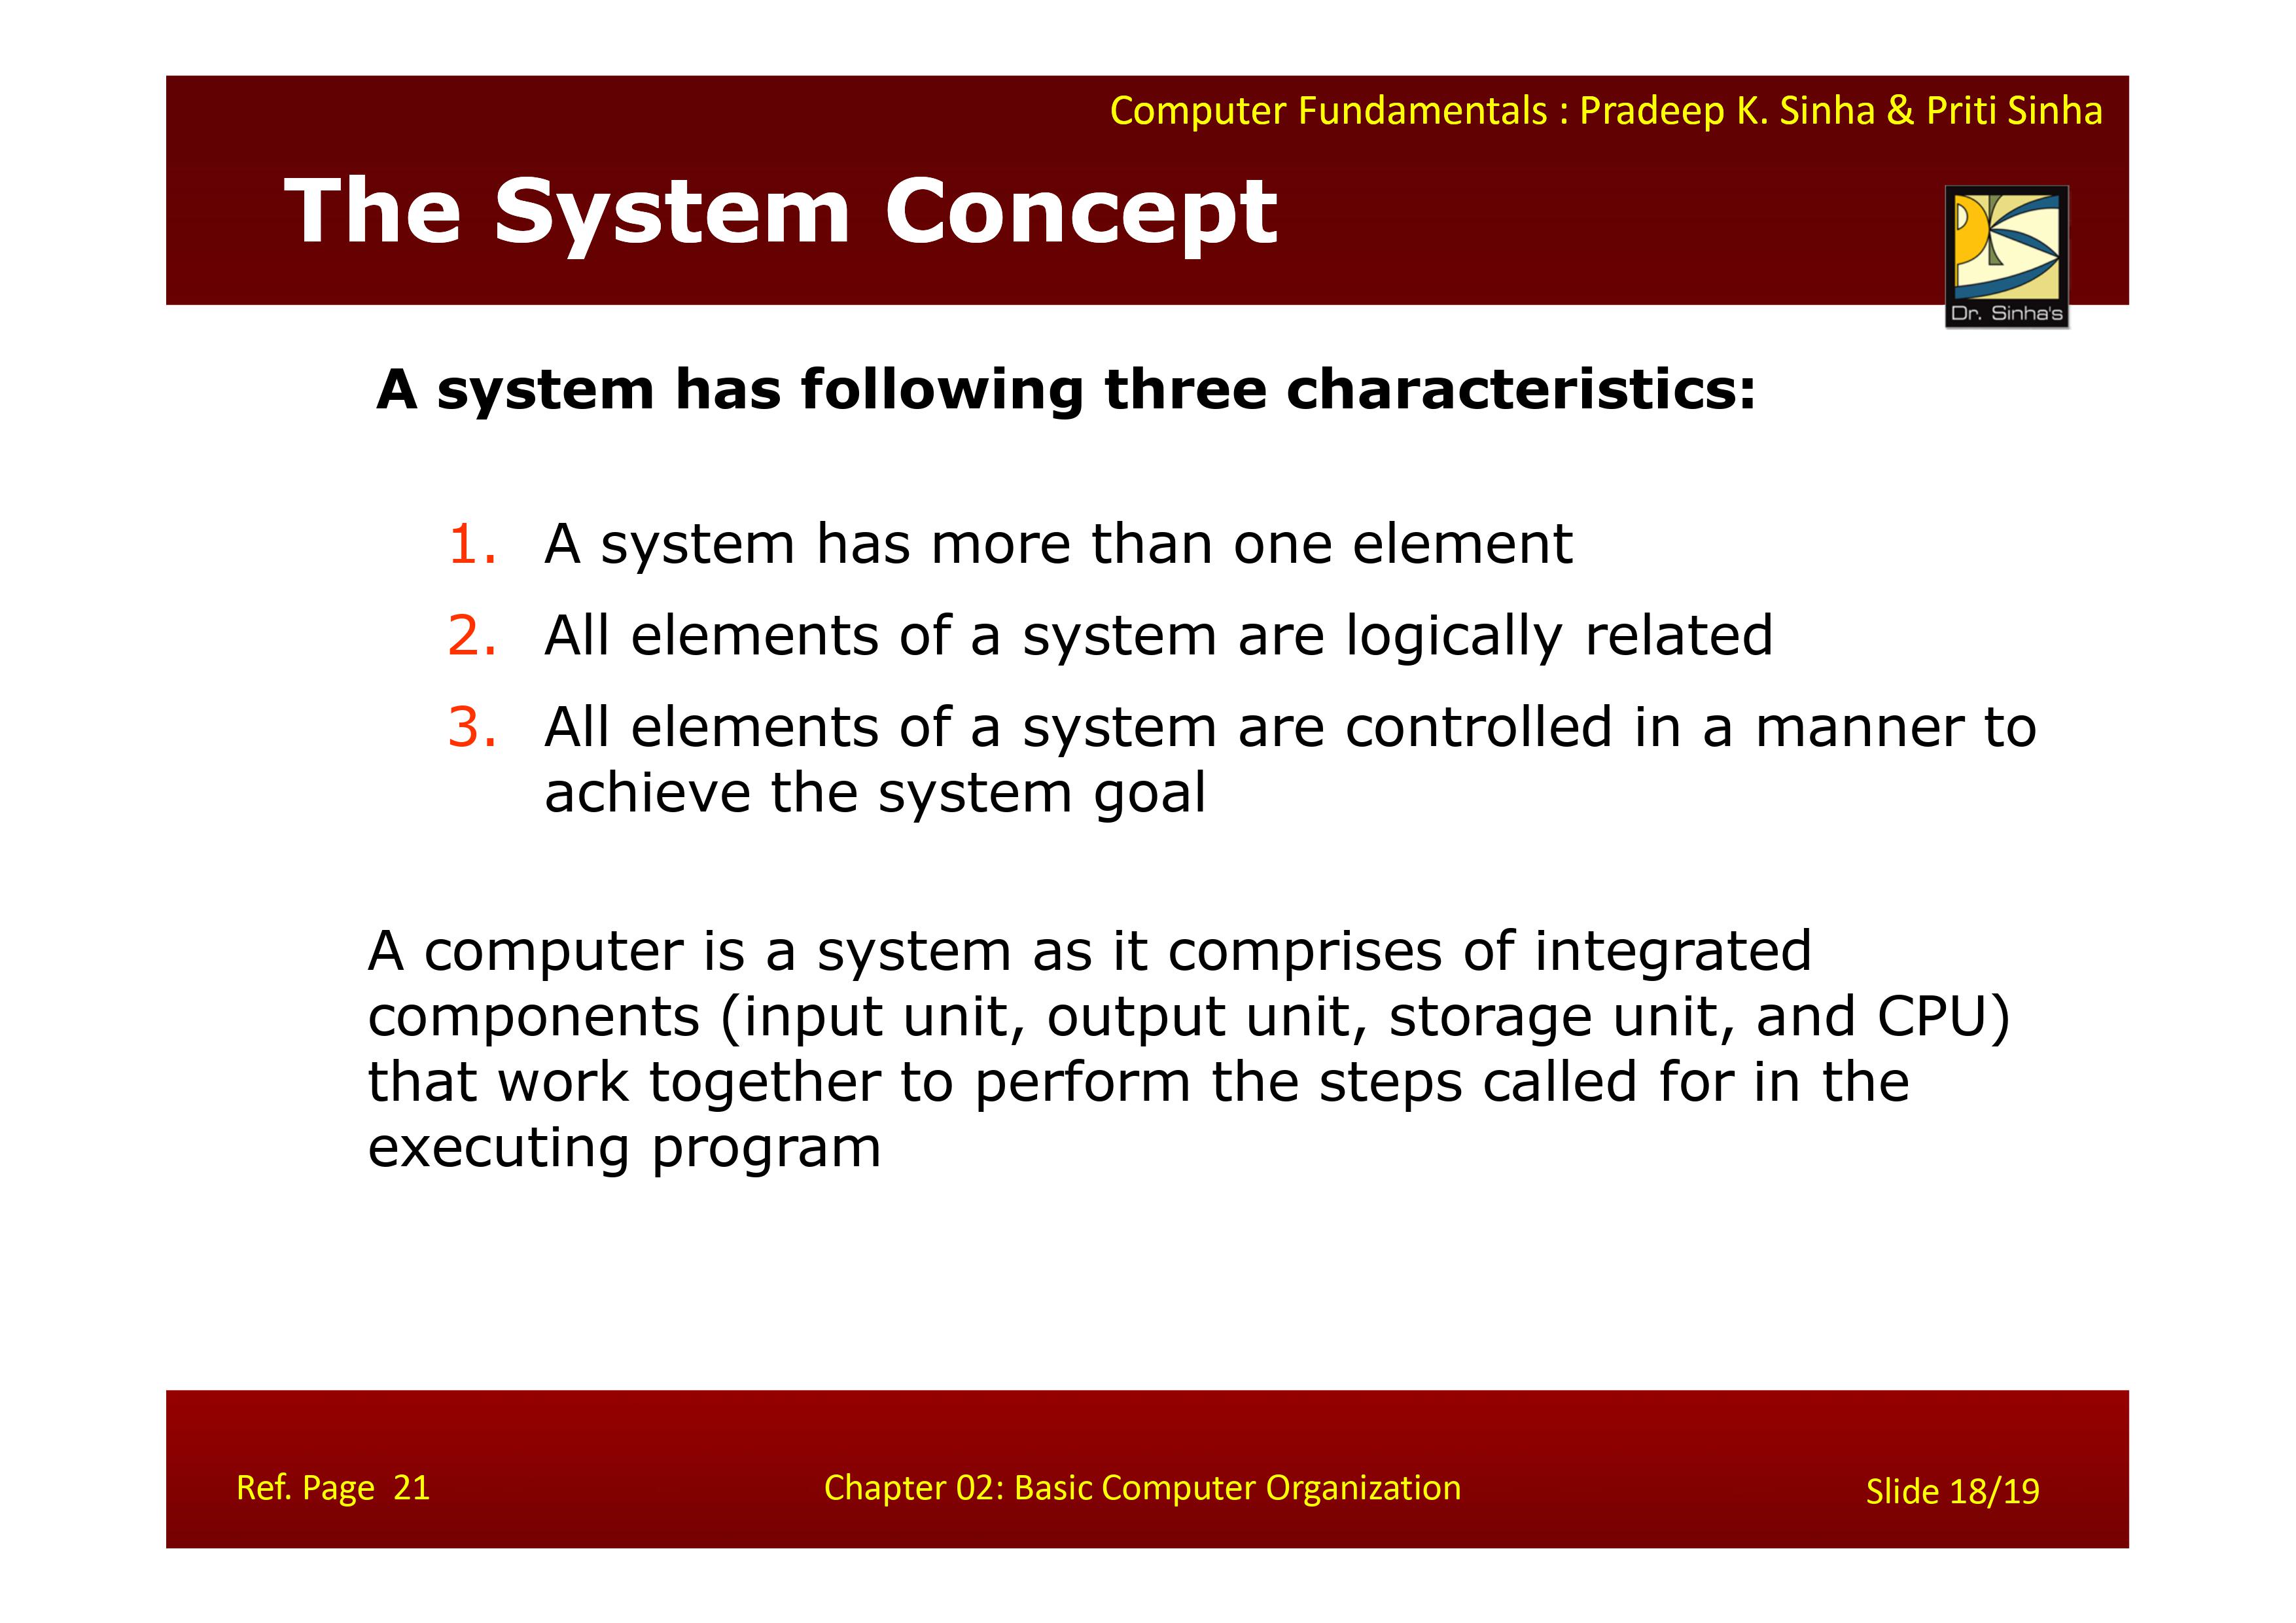 Computer Fundamentals : Pradeep K. Sinha & Priti Sinha
The System Concept
Dr. Sinha's
A system has following three characteristics:
1. A system has more than one element
2. All elements of a system are logically related
3. All elements of a system are controlled in a manner to
achieve the system goal
A computer is a system as it comprises of integrated
components (input unit, output unit, storage unit, and CPU)
that work together to perform the steps called for in the
executing program
Ref. Page 21
Chapter 02: Basic Computer Organization
Slide 18/19